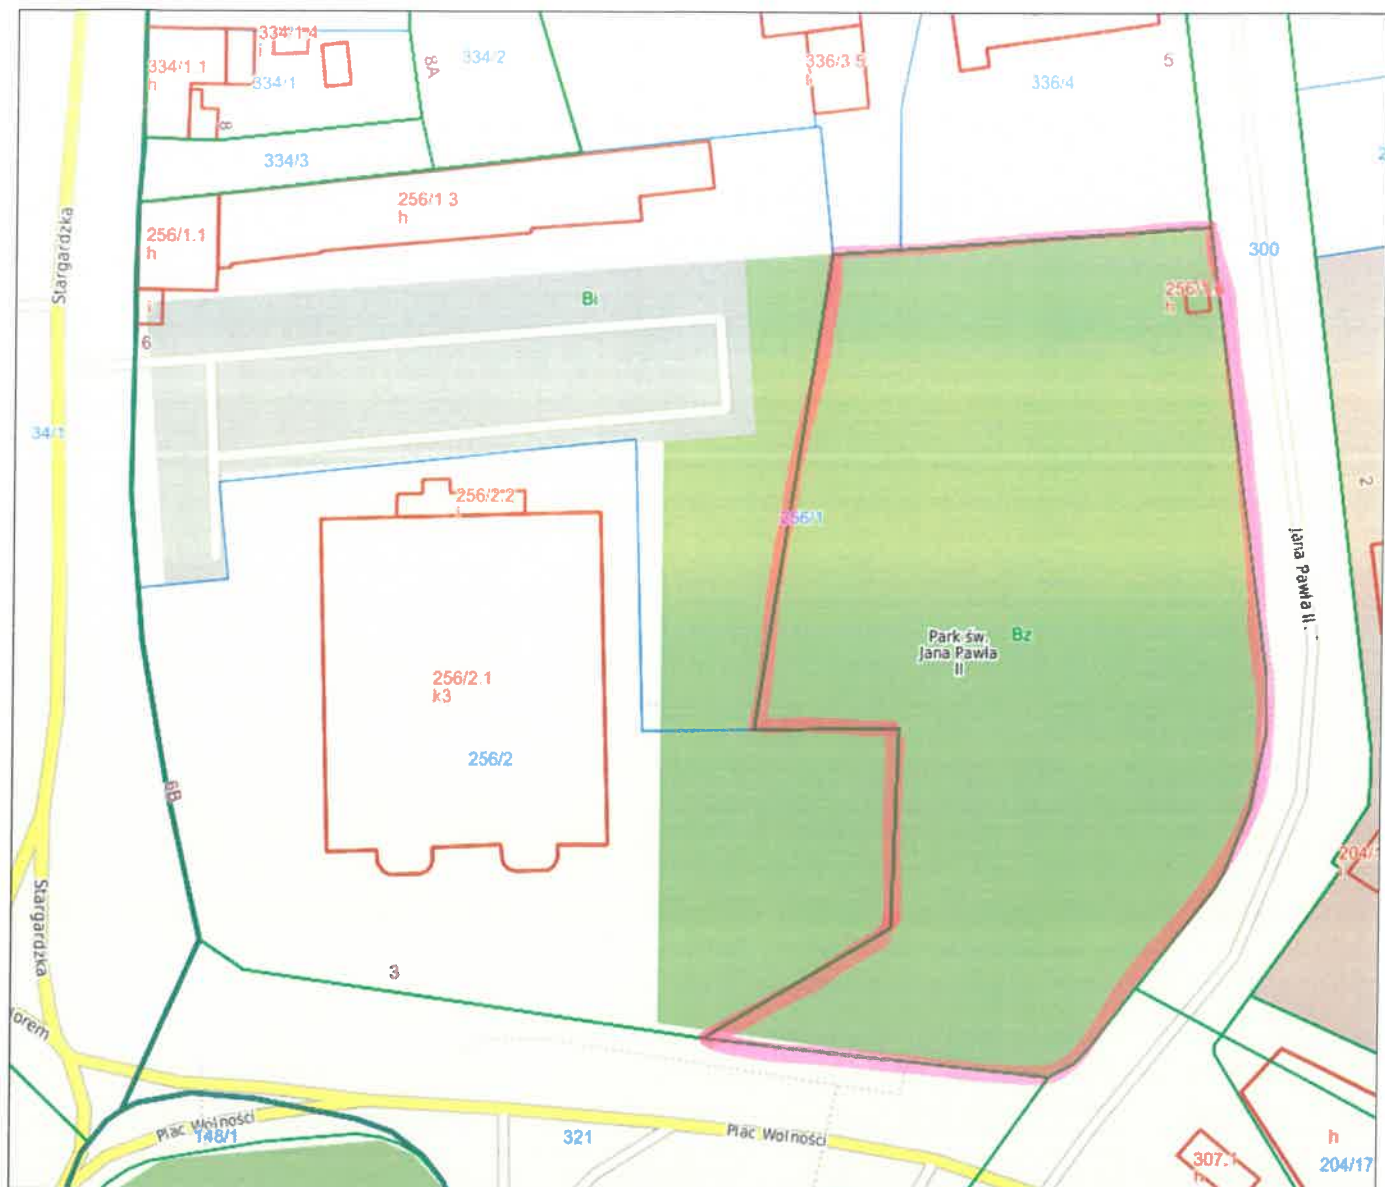 334/1 4
i
334/1 1
h
334/1
8A
334/2
336/3 5
336/4
5
8
334/3
256/1 3
h
256/1.1
h
i
6
Stargardzka
300
Bi
h
34/1
256/2.2
i
256/1
2
Jana Pawła II
Park św.
Jana Pawła
II
Bz
256/2.1
k3
256/2
6B
204/1
Stargardzka
3
Plac Wolności
148/1
321
Plac Wolności
307.1
h
h
204/17